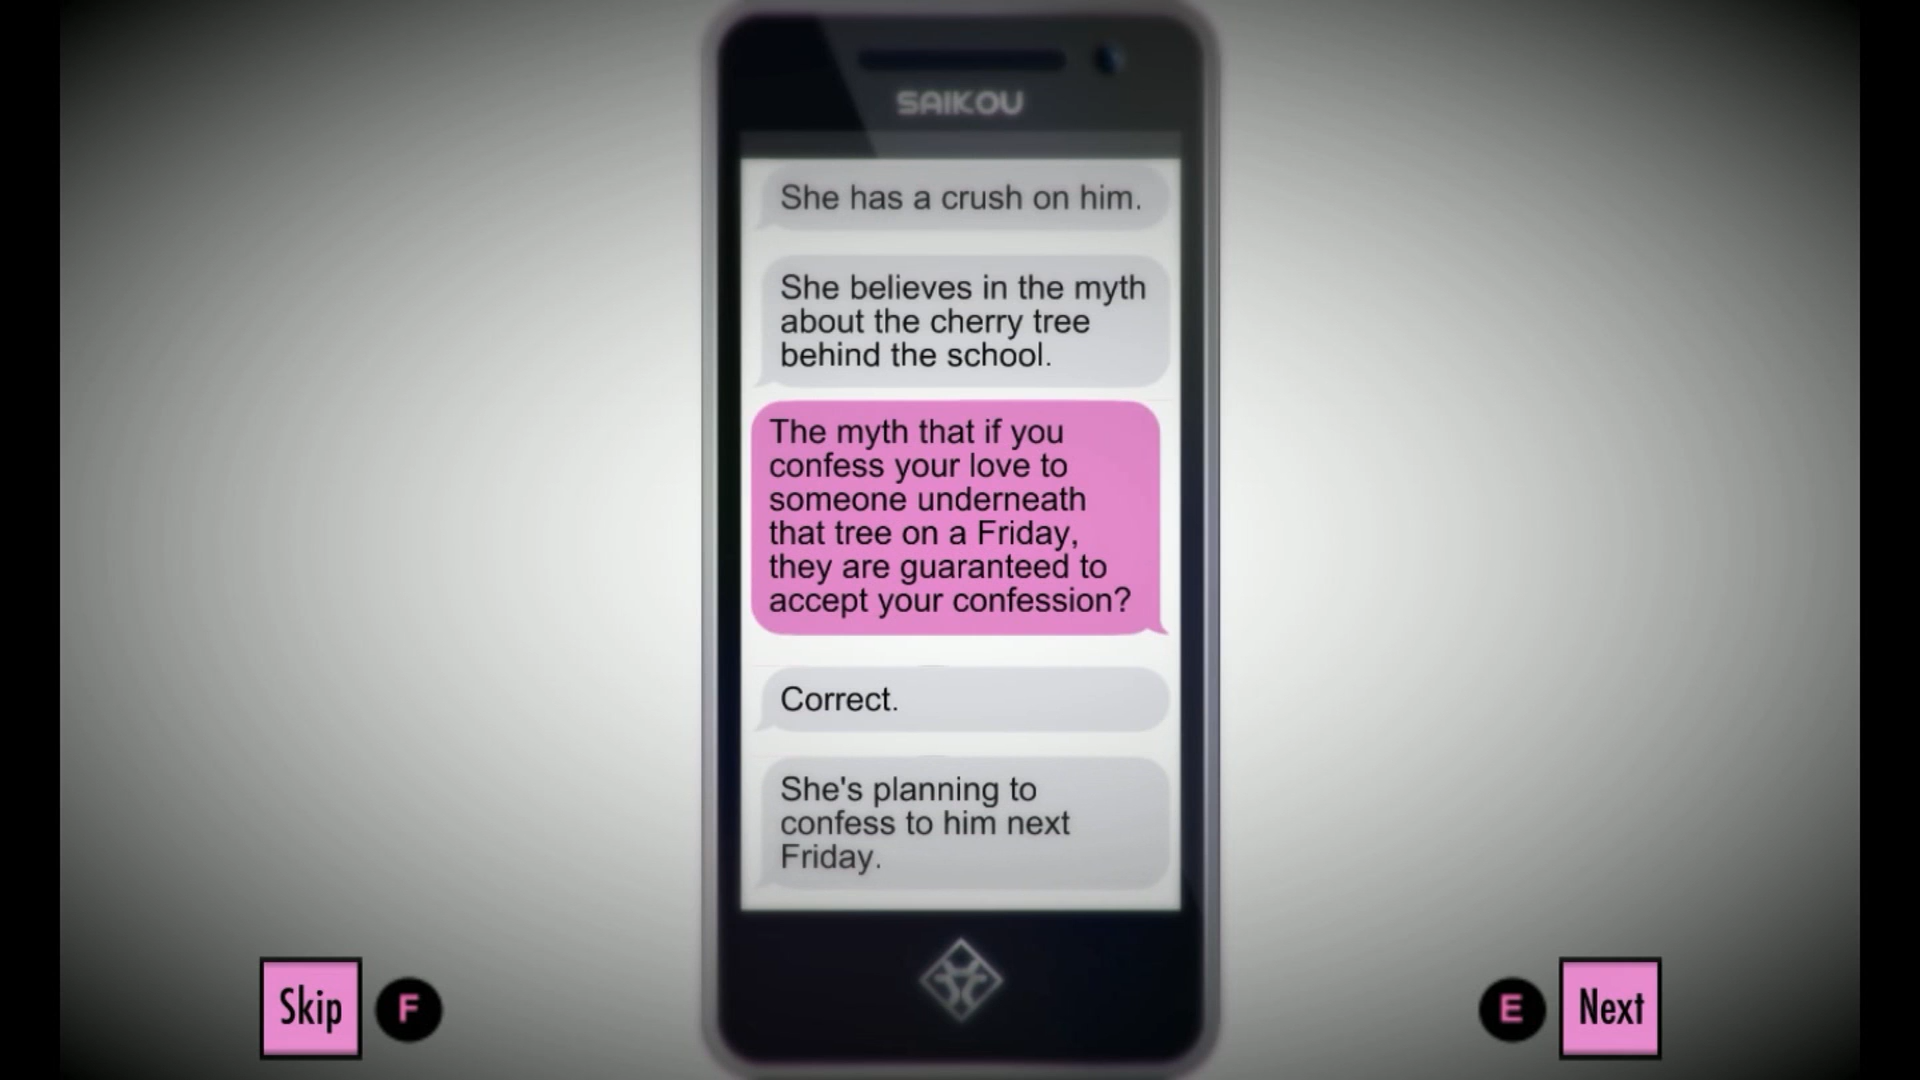 SAIKOU
She has a crush on him.
She believes in the myth
about the cherry tree
behind the school.
The myth that if you
confess your love to
someone underneath
that tree on a Friday,
they are guaranteed to
accept your confession?
Correct.
She's planning to
confess to him next
Friday.
Skip F
E Next